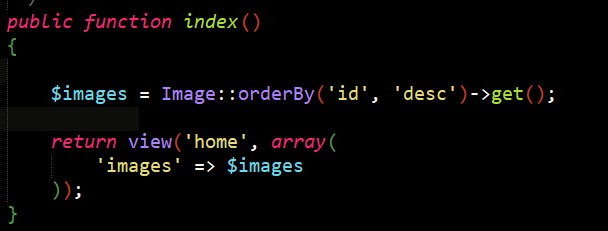 public function index()
{
$images = Image::orderBy('id', 'desc')->get();
return view('home', array(
'images' => $images
));
}